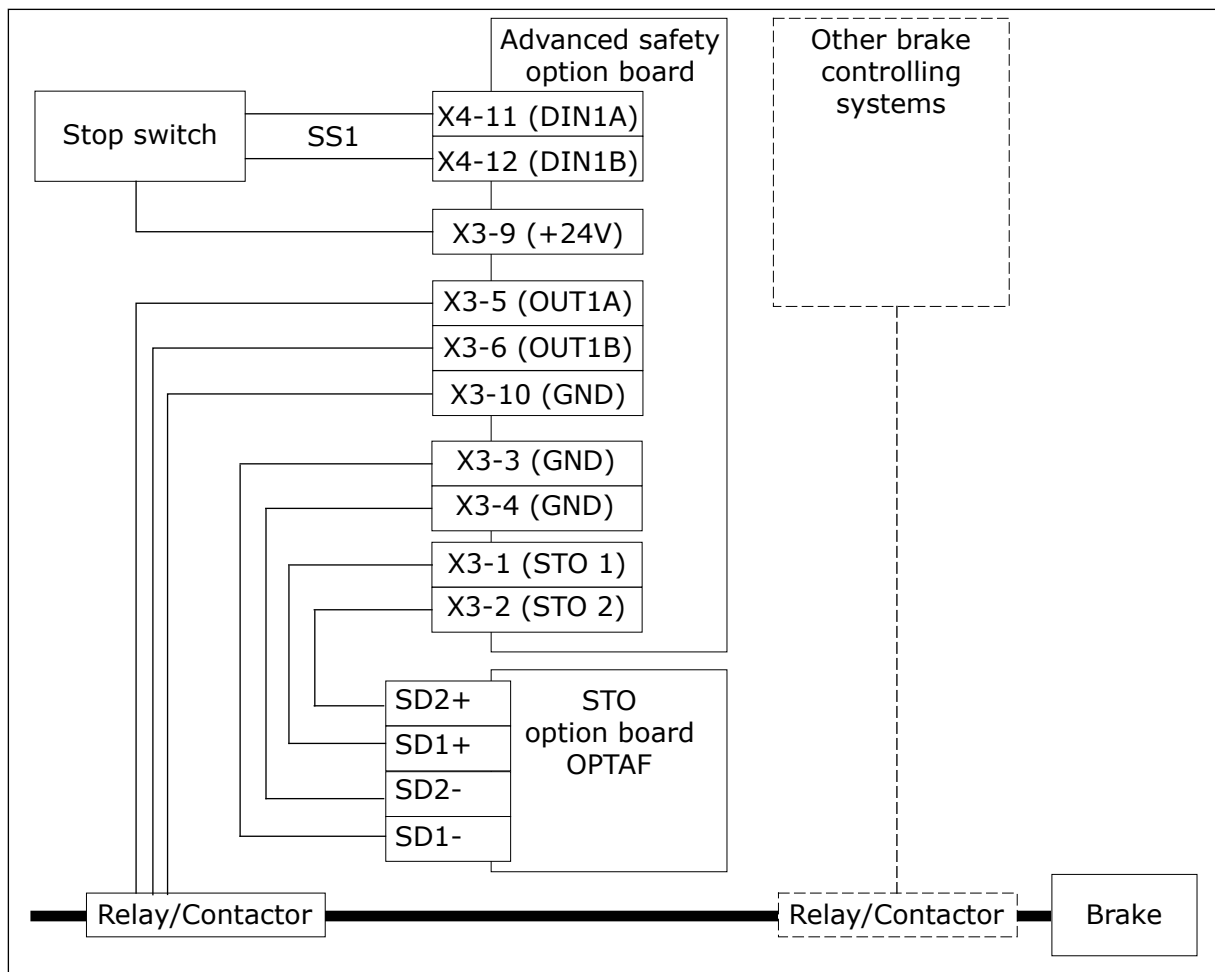 Advanced safety
option board
Other brake
controlling
systems
Stop switch
SS1
X4-11 (DIN1A)
X4-12 (DIN1B)
X3-9 (+24V)
X3-5 (OUT1A)
X3-6 (OUT1B)
X3-10 (GND)
X3-3 (GND)
X3-4 (GND)
X3-1 (STO 1)
X3-2 (STO 2)
SD2+
SD1+
SD2-
SD1-
STO
option board
OPTAF
Relay/Contactor
Relay/Contactor
Brake